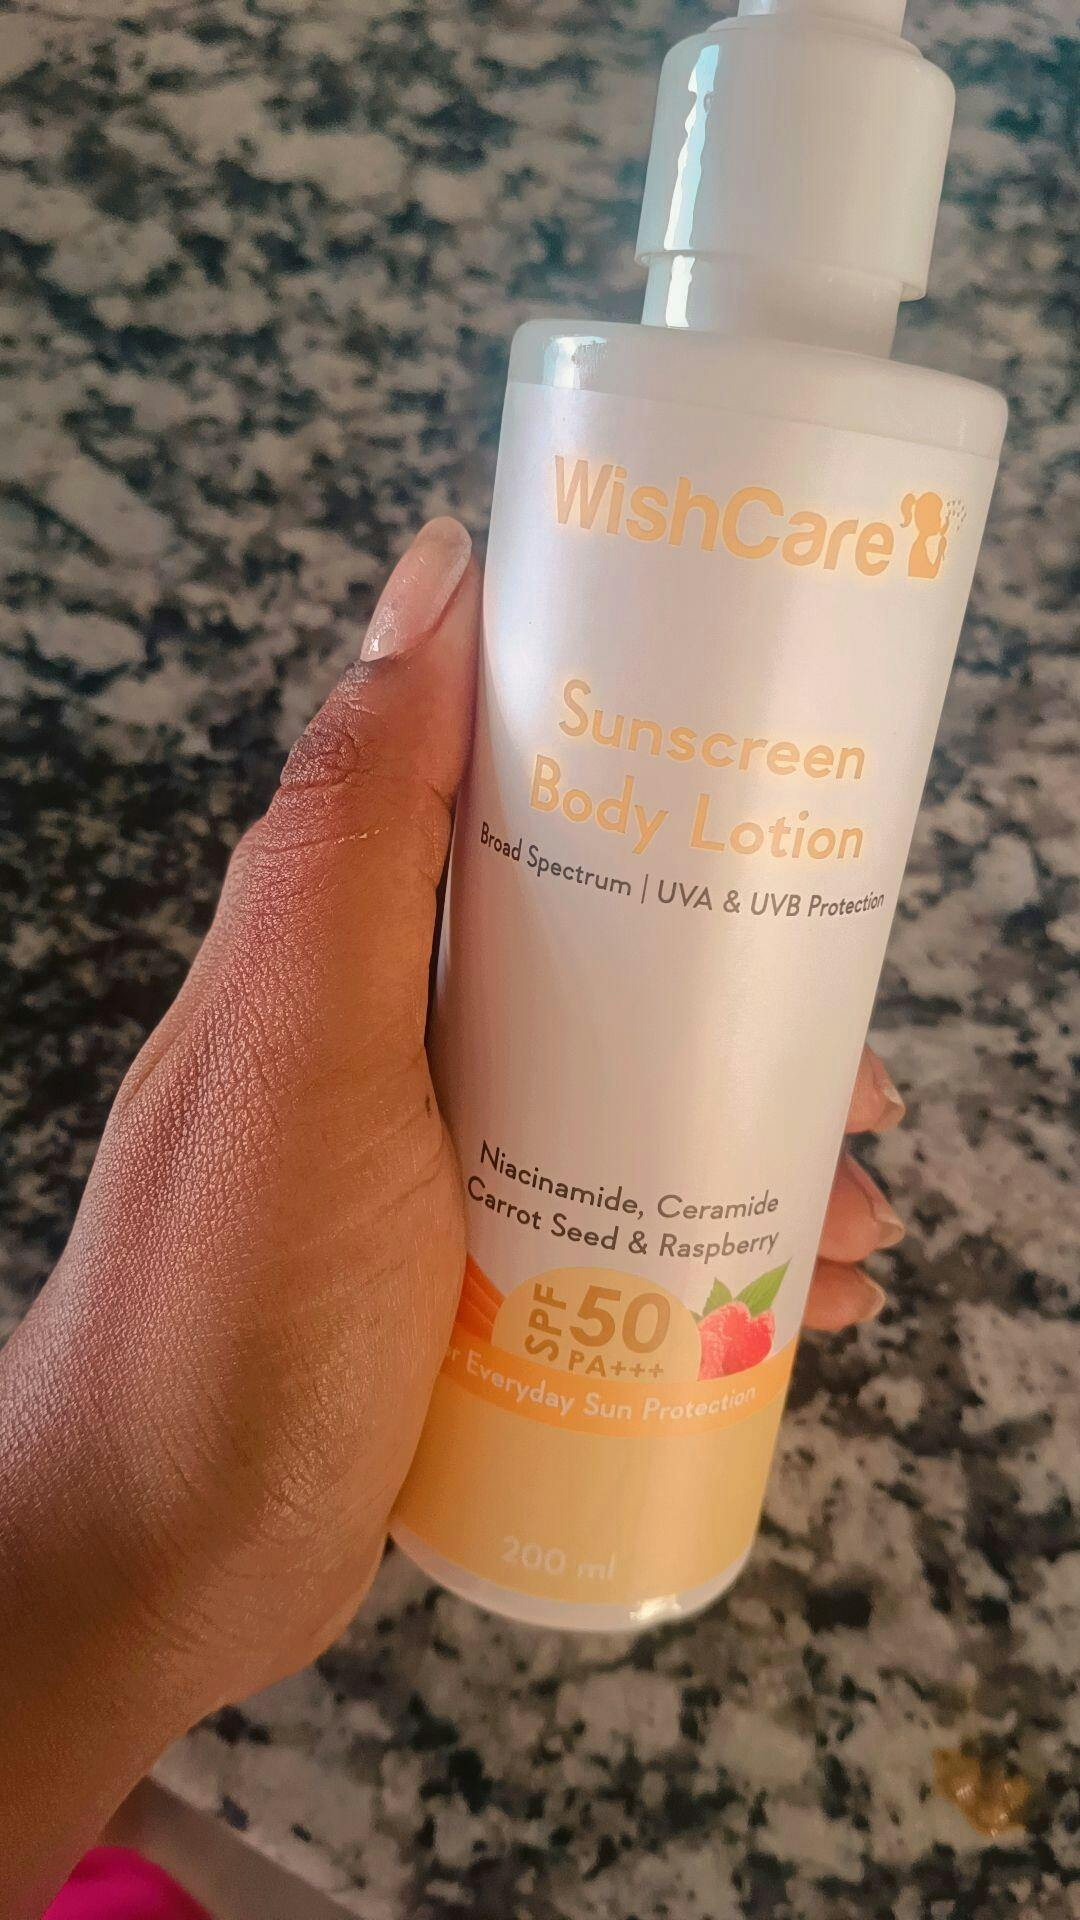 WishCare
Sunscreen
Body Lotion
Broad Spectrum | UVA & UVB Protection
Niacinamide, Ceramide
Carrot Seed & Raspberry
SPF 50
PA+++
Everyday Sun Protection
200 ml